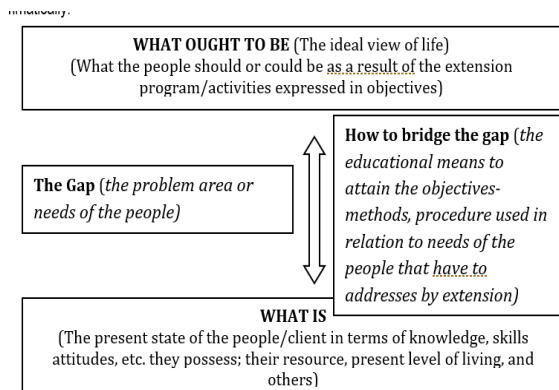 WHAT OUGHT TO BE (The ideal view of life)
(What the people should or could be as a result of the extension
program/activities expressed in objectives)
The Gap (the problem area or
needs of the people)
How to bridge the gap (the
educational means to
attain the objectives-
methods, procedure used in
relation to needs of the
people that have to
addresses by extension)
WHAT IS
(The present state of the people/client in terms of knowledge, skills
attitudes, etc. they possess; their resource, present level of living, and
others)